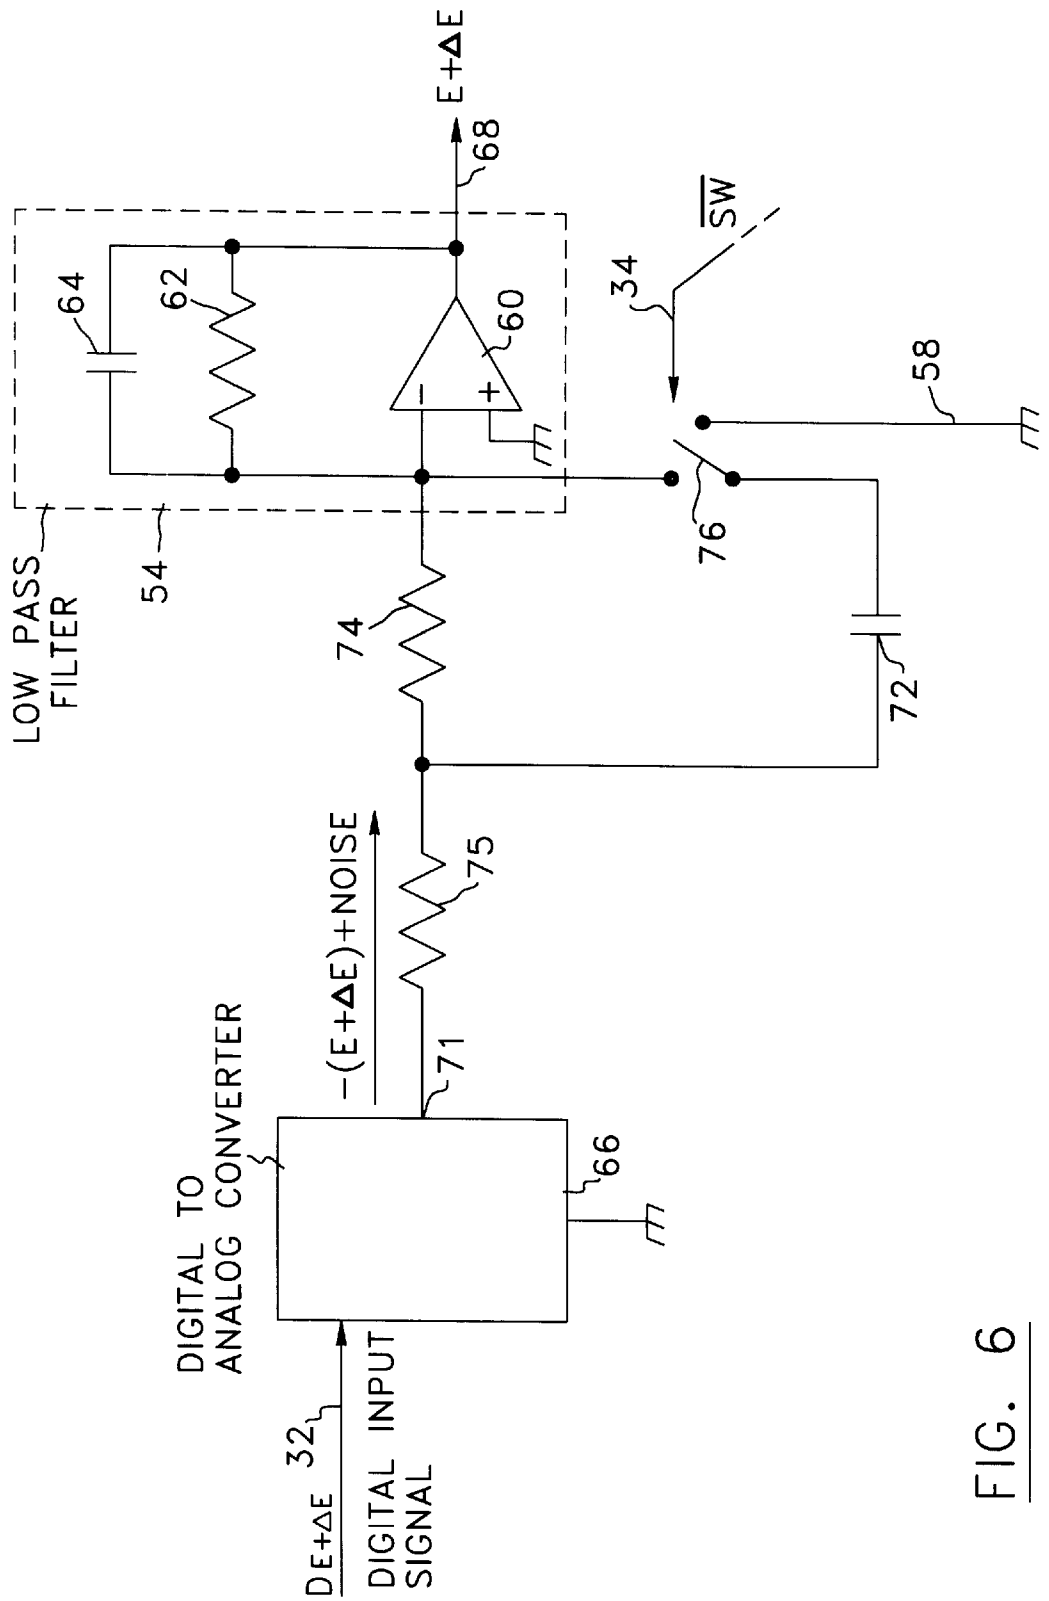 LOW PASS
FILTER
54
64
62
60
E+ΔE
68
DIGITAL TO
ANALOG CONVERTER
-(E+ΔE)+NOISE
74
75
71
66
DE+ΔE
32
DIGITAL INPUT
SIGNAL
SW
34
76
58
72
-
+
FIG. 6